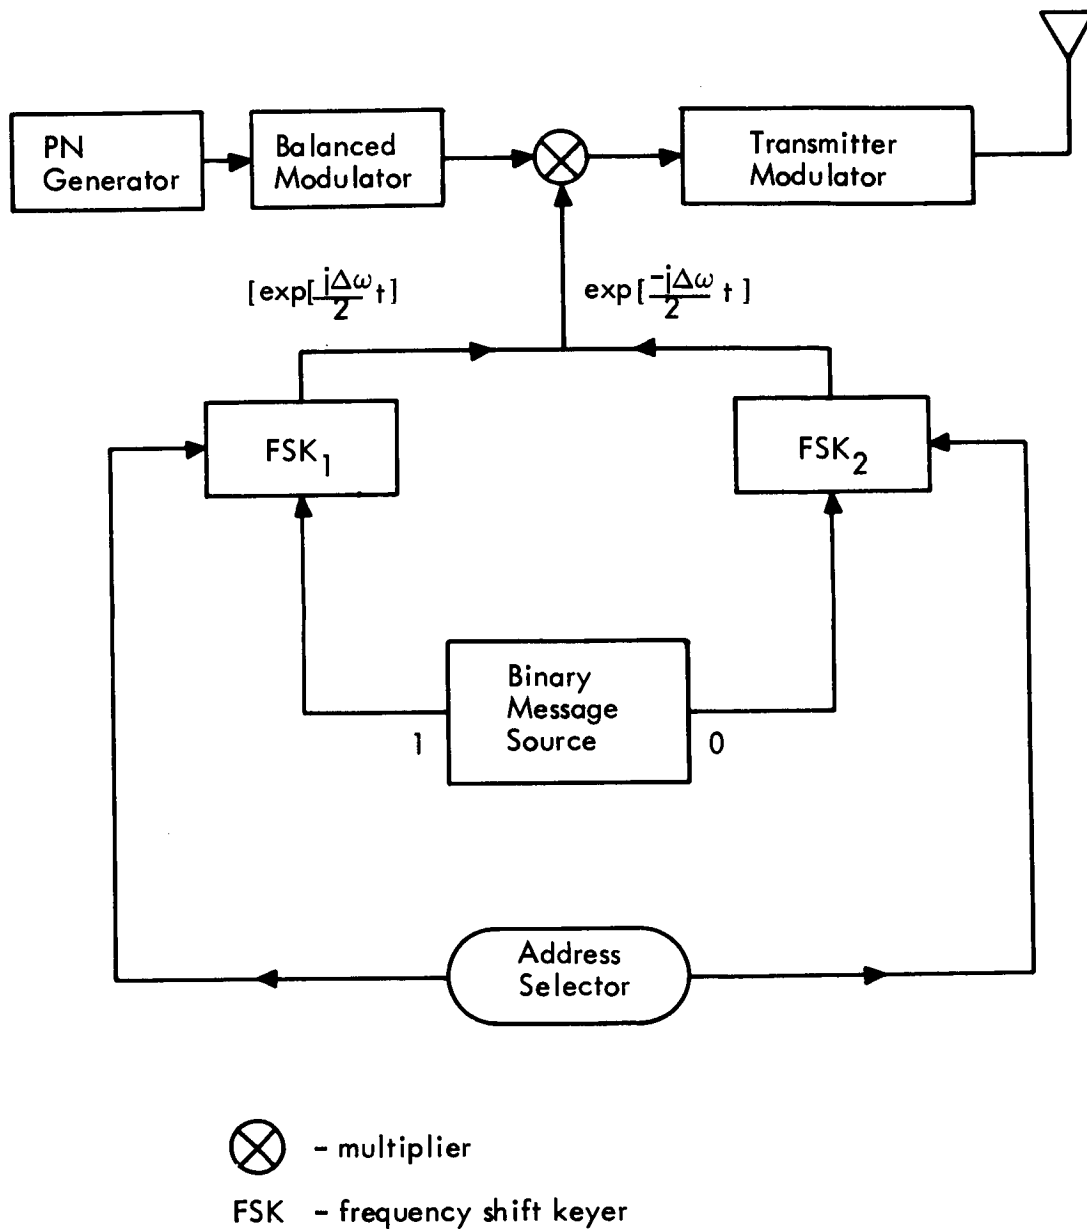 PN
Generator
Balanced
Modulator
Transmitter
Modulator
[exp[jΔω/2 t]
exp[-jΔω/2 t]
FSK1
FSK2
Binary
Message
Source
1
0
Address
Selector
- multiplier
FSK - frequency shift keyer